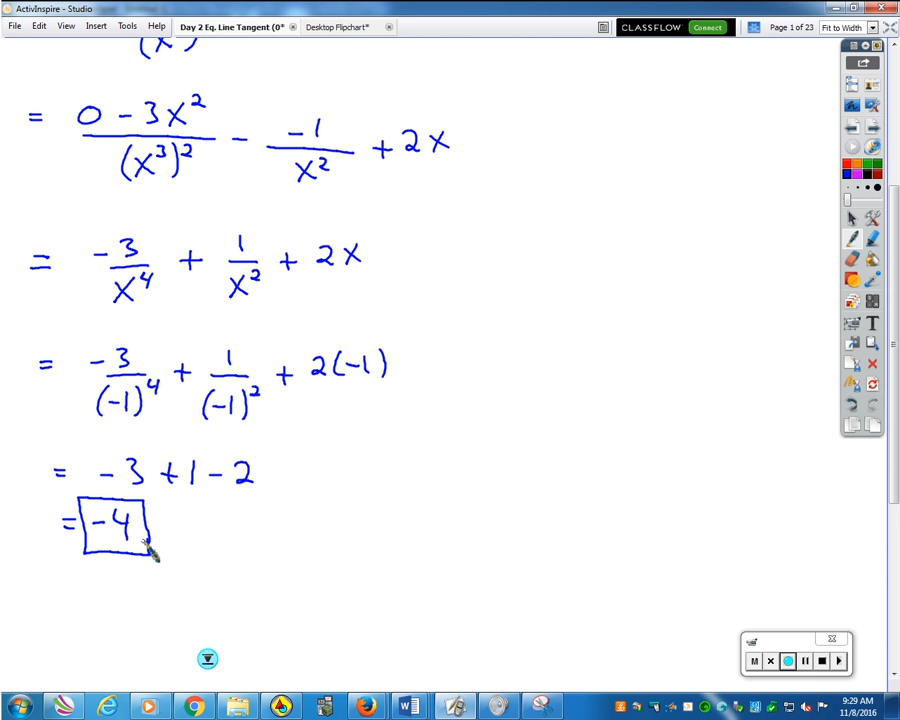 ActivInspire - Studio
File Edit View Insert Tools Help Day 2 Eq. Line Tangent (0* Desktop Flipchart* CLASSFLOW Connect Page 1 of 23 Fit to Width
(x
= (0 - 3x^2)/((x^3)^2) - (-1)/(x^2) + 2x
= (-3)/(x^4) + 1/(x^2) + 2x
= (-3)/((-1)^4) + 1/((-1)^2) + 2(-1)
= -3 + 1 - 2
= -4
M
9:29 AM
11/8/2016